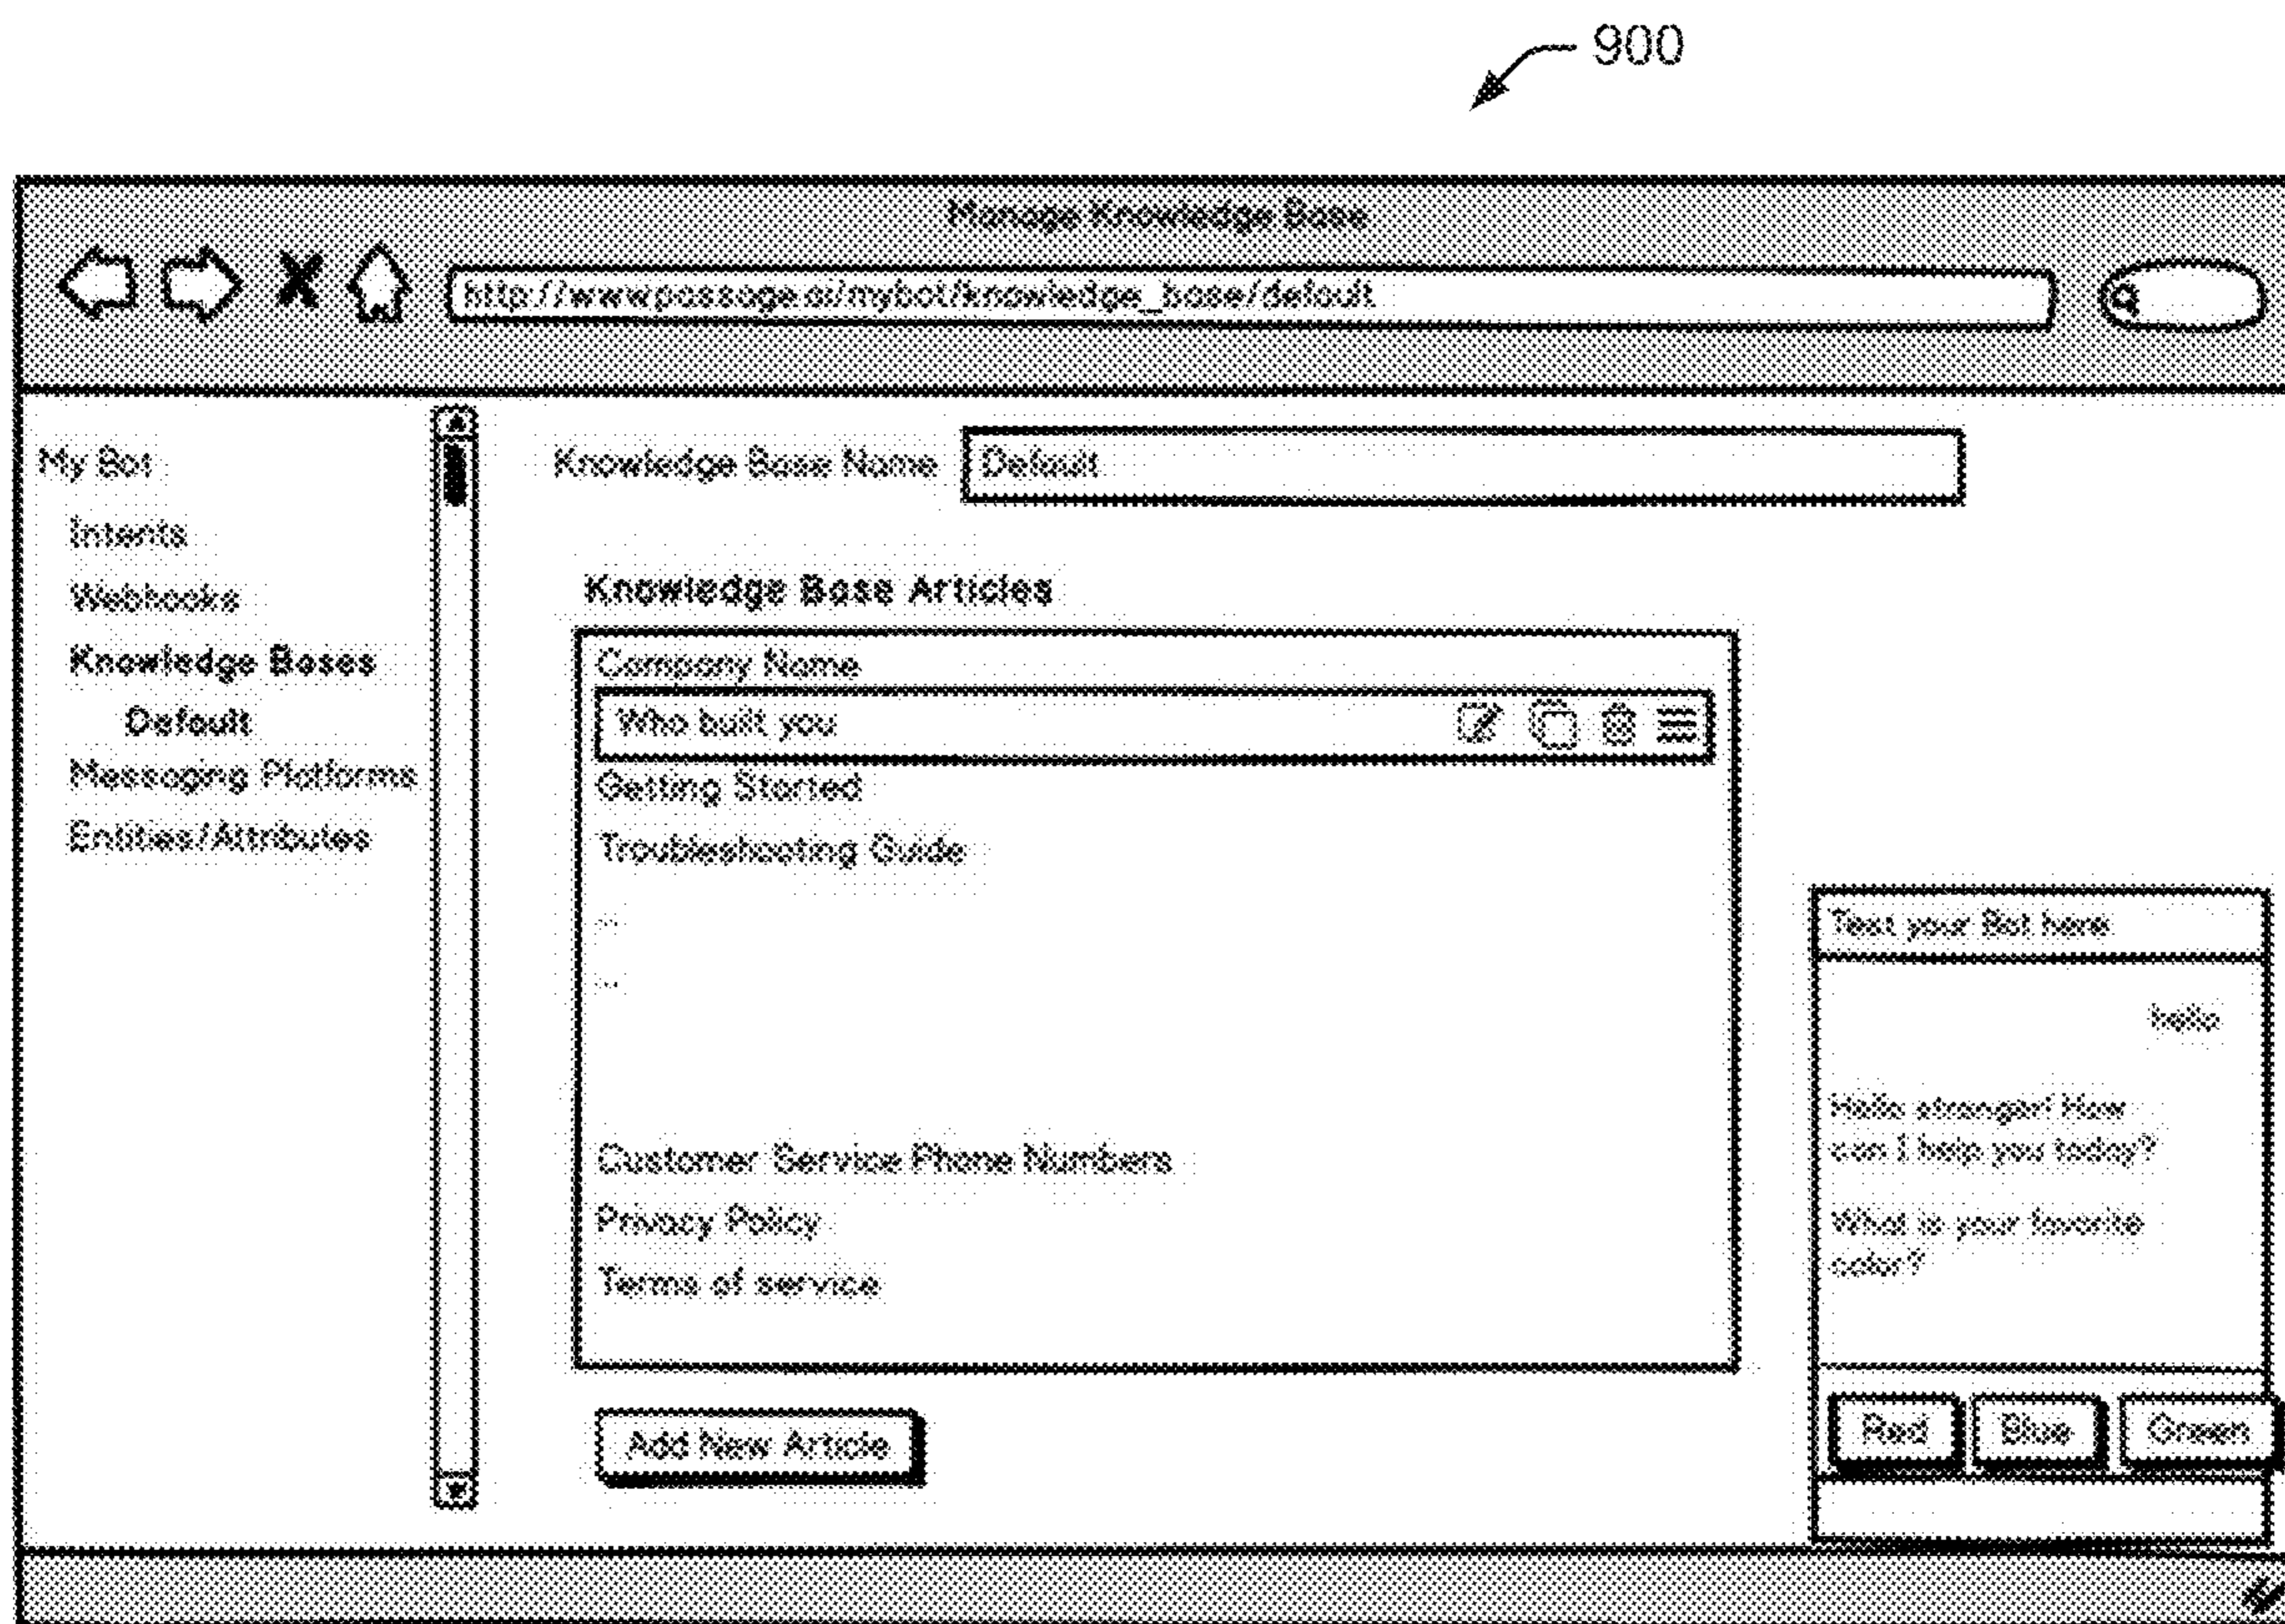 900
Manage Knowledge Base
http://www.passage.ai/mybot/knowledge_base/default
My Bot
Intents
Webhooks
Knowledge Bases
Default
Messaging Platforms
Entities/Attributes
Knowledge Base Name
Default
Knowledge Base Articles
Company Name
Who built you
Getting Started
Troubleshooting Guide
..
..
Customer Service Phone Numbers
Privacy Policy
Terms of service
Add New Article
Test your Bot here
hello
Hello stranger! How
can I help you today?
What is your favorite
color?
Red
Blue
Green